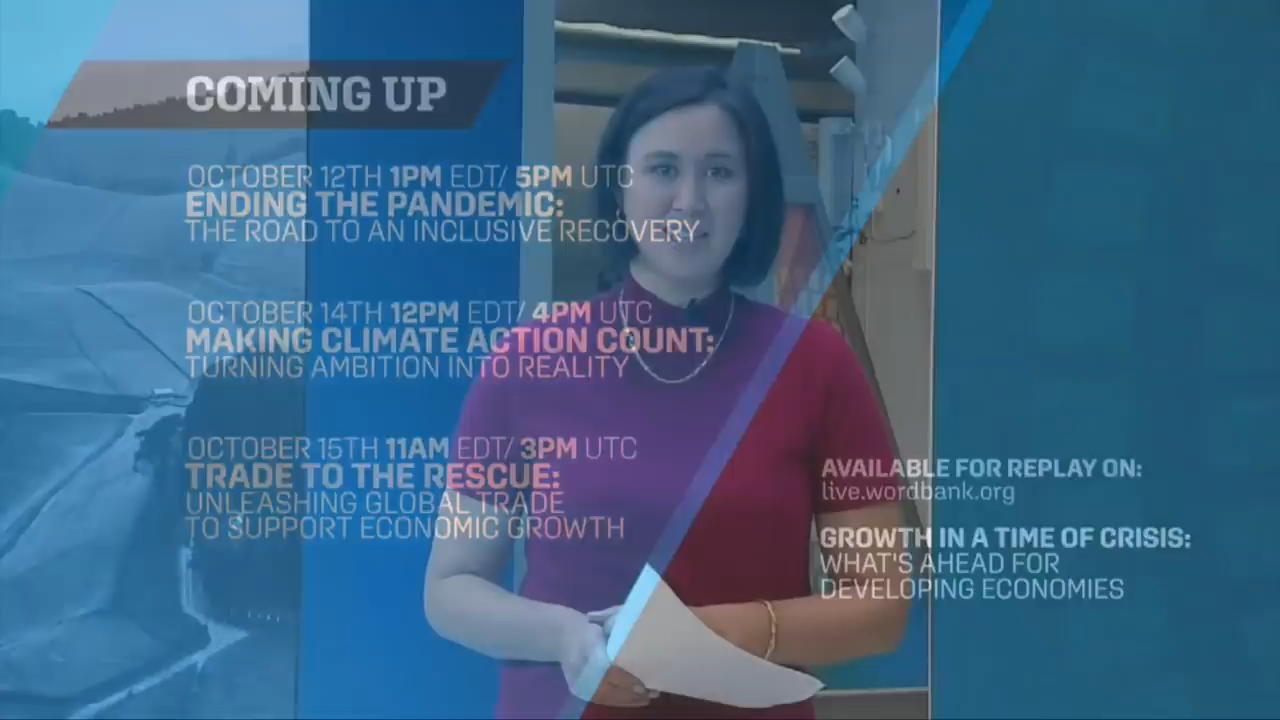 COMING UP
OCTOBER 12TH 1PM EDT/ 5PM UTC
ENDING THE PANDEMIC:
THE ROAD TO AN INCLUSIVE RECOVERY
OCTOBER 14TH 12PM EDT/ 4PM UTC
MAKING CLIMATE ACTION COUNT:
TURNING AMBITION INTO REALITY
OCTOBER 15TH 11AM EDT/ 3PM UTC
TRADE TO THE RESCUE:
UNLEASHING GLOBAL TRADE
TO SUPPORT ECONOMIC GROWTH
AVAILABLE FOR REPLAY ON:
live.wordbank.org
GROWTH IN A TIME OF CRISIS:
WHAT'S AHEAD FOR
DEVELOPING ECONOMIES